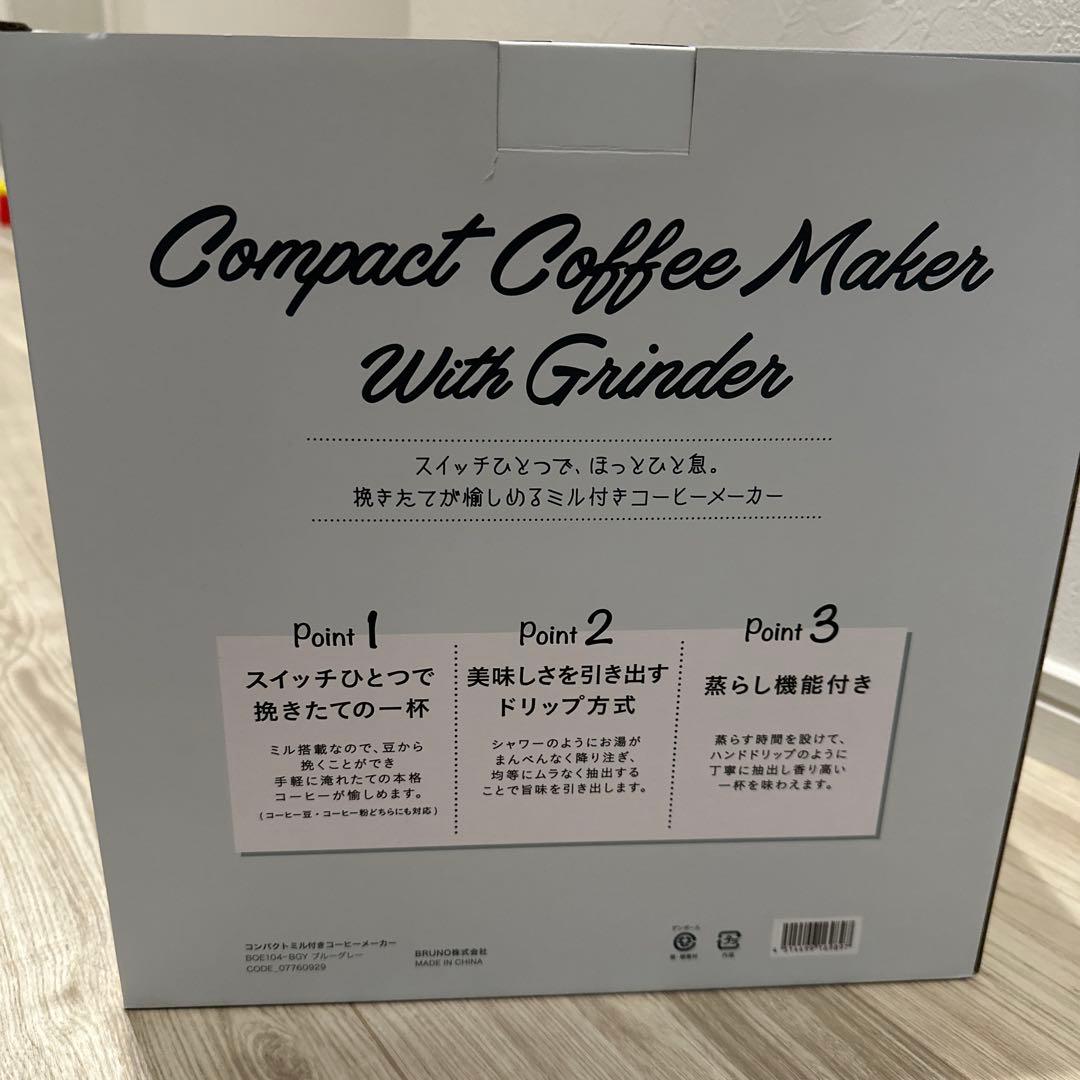 Compact Coffee Maker
With Grinder
スイッチひとつで、ほっとひと息。
挽きたてが愉しめるミル付きコーヒーメーカー
Point 1
スイッチひとつで
挽きたての一杯
ミル搭載なので、豆から
挽くことができ
手軽に淹れたての本格
コーヒーが愉しめます。
(コーヒー豆・コーヒー粉どちらにも対応)
Point 2
美味しさを引き出す
ドリップ方式
シャワーのようにお湯が
まんべんなく降り注ぎ、
均等にムラなく抽出する
ことで旨味を引き出します。
Point 3
蒸らし機能付き
蒸らす時間を設けて、
ハンドドリップのように
丁寧に抽出し香り高い
一杯を味わえます。
コンパクトミル付きコーヒーメーカー
BOE104-BGY ブルーグレー
CODE_07760929
BRUNO株式会社
MADE IN CHINA
ダンボール
プラ